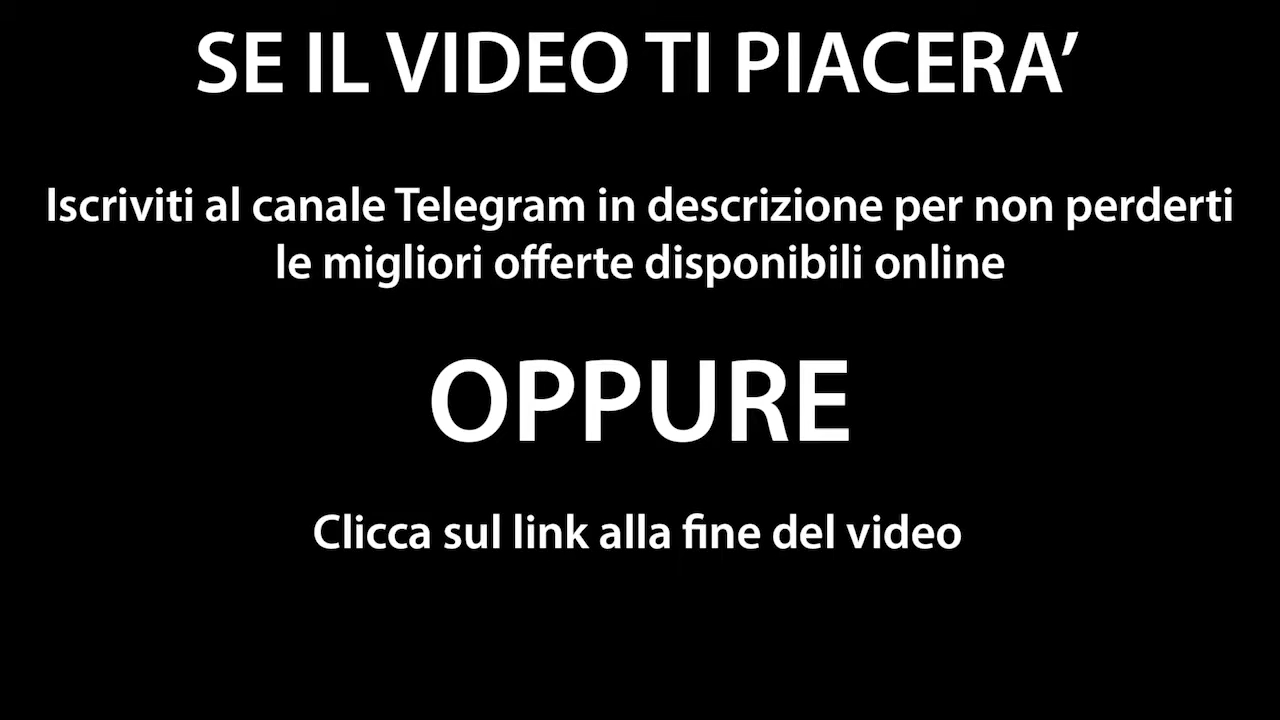 SE IL VIDEO TI PIACERA’
Iscriviti al canale Telegram in descrizione per non perderti
le migliori offerte disponibili online
OPPURE
Clicca sul link alla fine del video